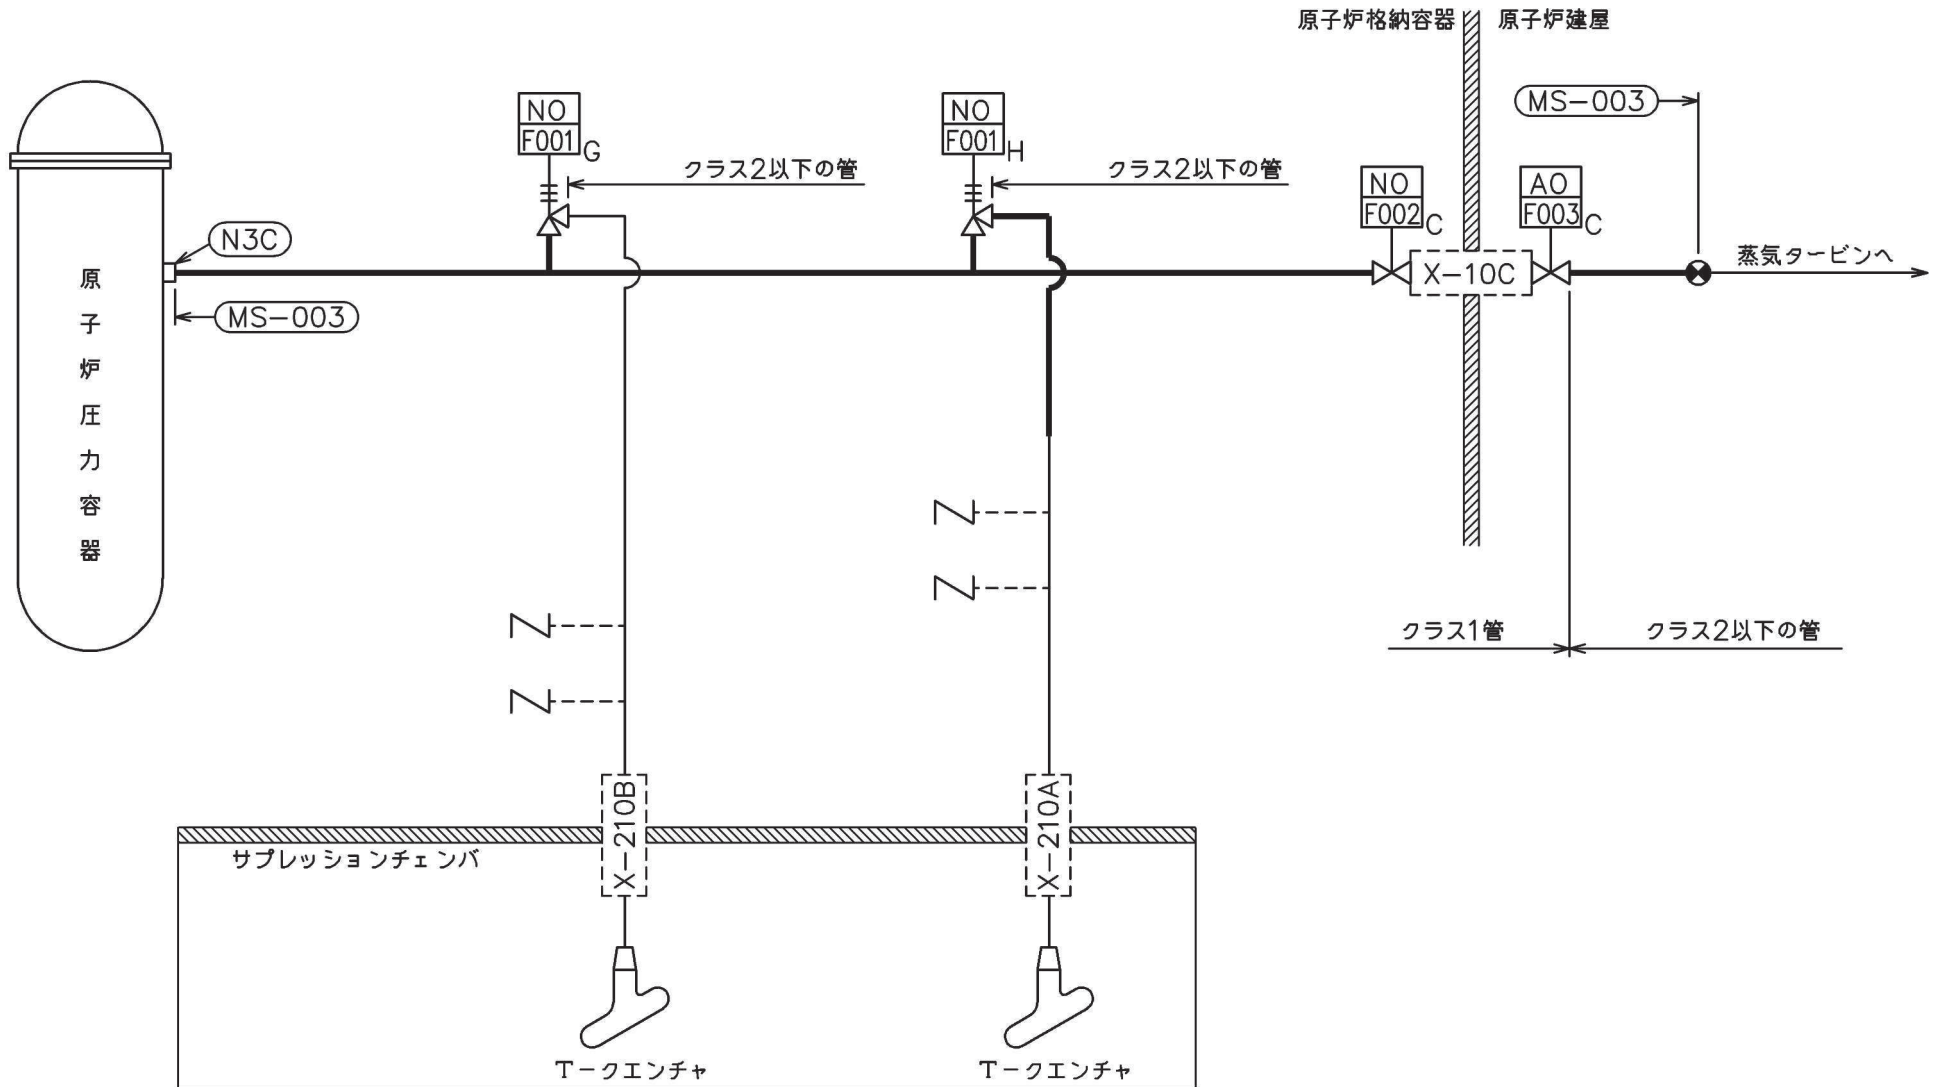 原子炉格納容器
原子炉建屋
NO
F001
G
NO
F001
H
MS-003
クラス2以下の管
クラス2以下の管
NO
F002
C
AO
F003
C
N3C
MS-003
X-10C
蒸気タービンへ
原子炉圧力容器
クラス1管
クラス2以下の管
X-210B
X-210A
サプレッションチェンバ
T-クエンチャ
T-クエンチャ